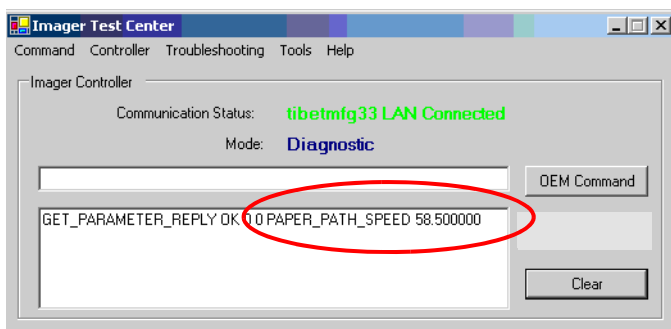 Imager Test Center
Command Controller Troubleshooting Tools Help
Imager Controller
Communication Status: tibetmfg33 LAN Connected
Mode: Diagnostic
OEM Command
GET_PARAMETER_REPLY OK 0 0 PAPER_PATH_SPEED 58.500000
Clear